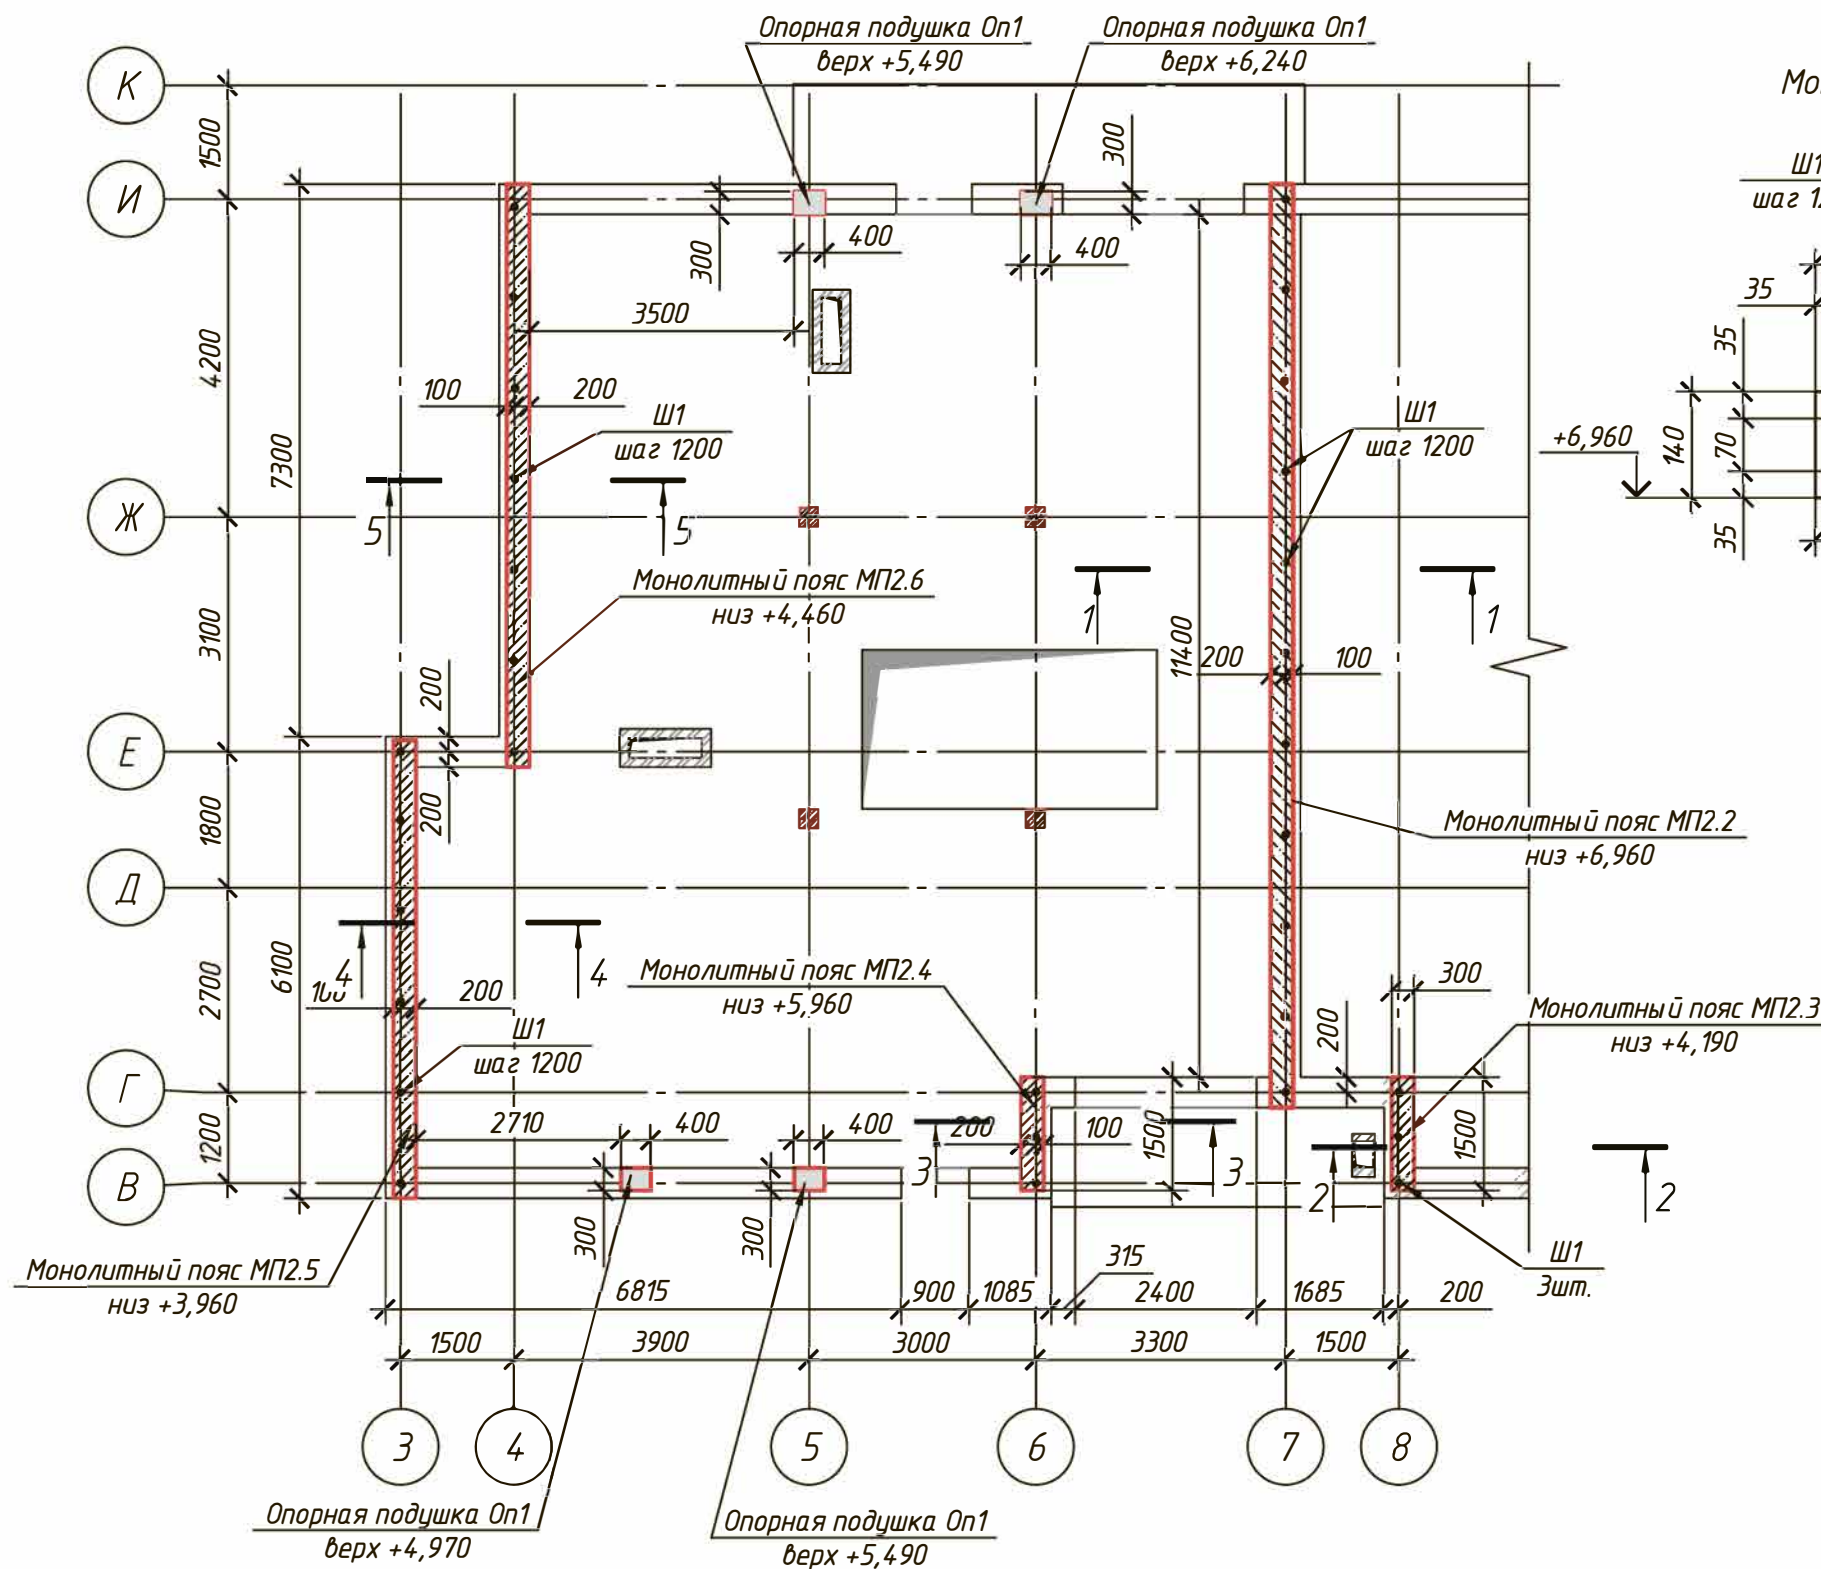 Опорная подушка Оп1
верх +5,490
Опорная подушка Оп1
верх +6,240
К
И
Ж
Е
Д
Г
В
1500
4200
3100
1800
2700
1200
7300
6100
300
300
400
400
3500
100
200
Ш1
шаг 1200
Ш1
шаг 1200
5
5
Монолитный пояс МП2.6
низ +4,460
1
1
11400
200
100
200
200
Монолитный пояс МП2.2
низ +6,960
+6,960
140
35
35
70
35
4
4
200
Ш1
шаг 1200
Монолитный пояс МП2.4
низ +5,960
300
Монолитный пояс МП2.3
низ +4,190
200
2710
400
400
200
100
1500
1500
3
3
2
2
300
300
Монолитный пояс МП2.5
низ +3,960
Ш1
3шт.
315
6815
900
1085
2400
1685
200
1500
3900
3000
3300
1500
3
4
5
6
7
8
Опорная подушка Оп1
верх +4,970
Опорная подушка Оп1
верх +5,490